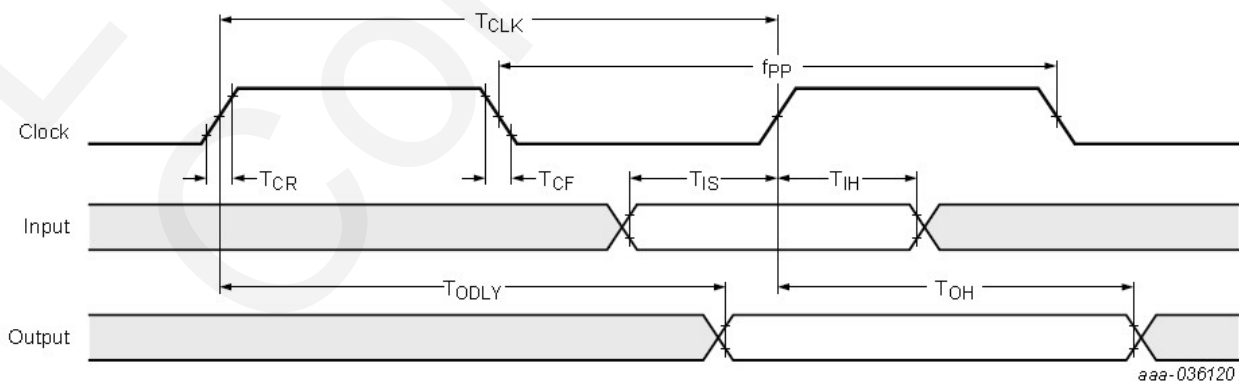 TCLK
fPP
Clock
TCR
TCF
TIS
TIH
Input
TODLY
TOH
Output
aaa-036120